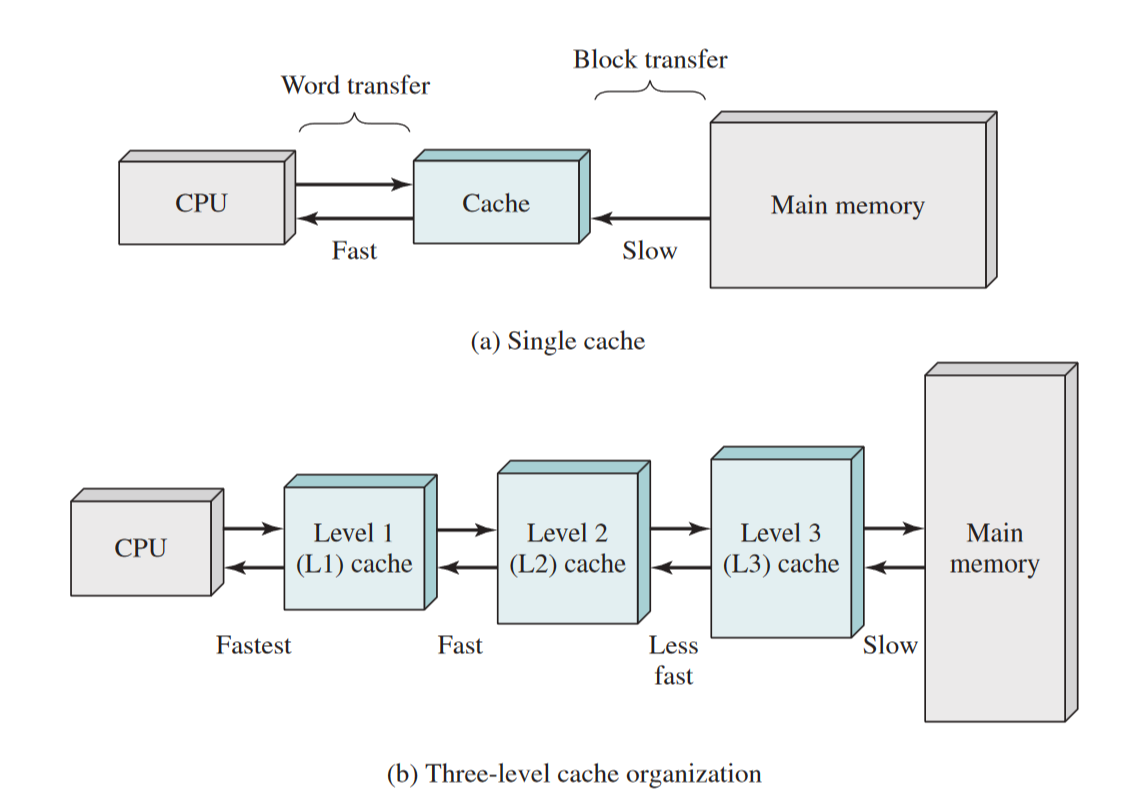 Block transfer
Word transfer
CPU
Cache
Main memory
Fast
Slow
(a) Single cache
CPU
Level 1
(L1) cache
Level 2
(L2) cache
Level 3
(L3) cache
Main
memory
Fastest
Fast
Less
fast
Slow
(b) Three-level cache organization